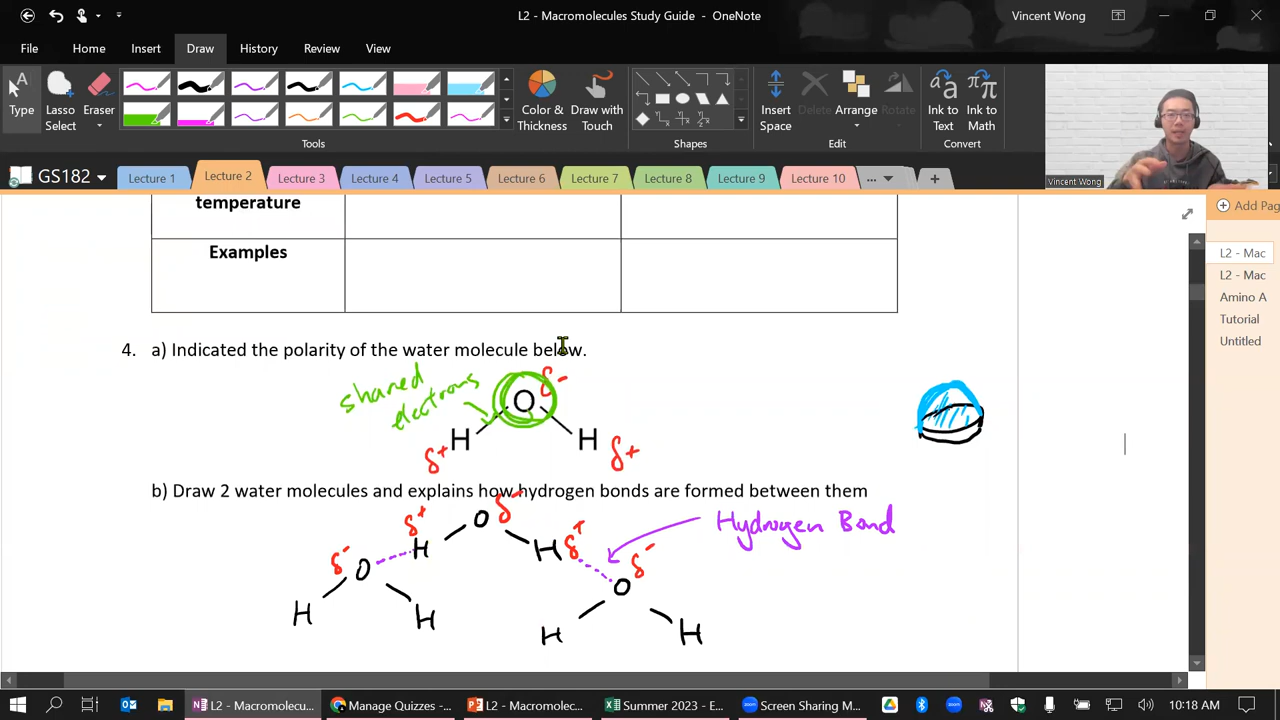 L2 - Macromolecules Study Guide - OneNote
Vincent Wong
File Home Insert Draw History Review View
Type
Lasso Select
Eraser
Color & Thickness
Draw with Touch
Insert Space
Delete
Arrange
Rotate
Ink to Text
Ink to Math
Tools
Shapes
Edit
Convert
Vincent Wong
GS182
Lecture 1 Lecture 2 Lecture 3 Lecture 4 Lecture 5 Lecture 6 Lecture 7 Lecture 8 Lecture 9 Lecture 10 ...
Add Pag
L2 - Mac
L2 - Mac
Amino A
Tutorial
Untitled
temperature
Examples
4. a) Indicated the polarity of the water molecule below.
shared electrons
O δ-
H H
δ+ δ+
b) Draw 2 water molecules and explains how hydrogen bonds are formed between them
δ+ O δ-
H H δ+ Hydrogen Bond
δ- O O δ-
H H H H
L2 - Macromolecu...
Manage Quizzes -...
L2 - Macromolec...
Summer 2023 - E...
Screen Sharing M...
10:18 AM